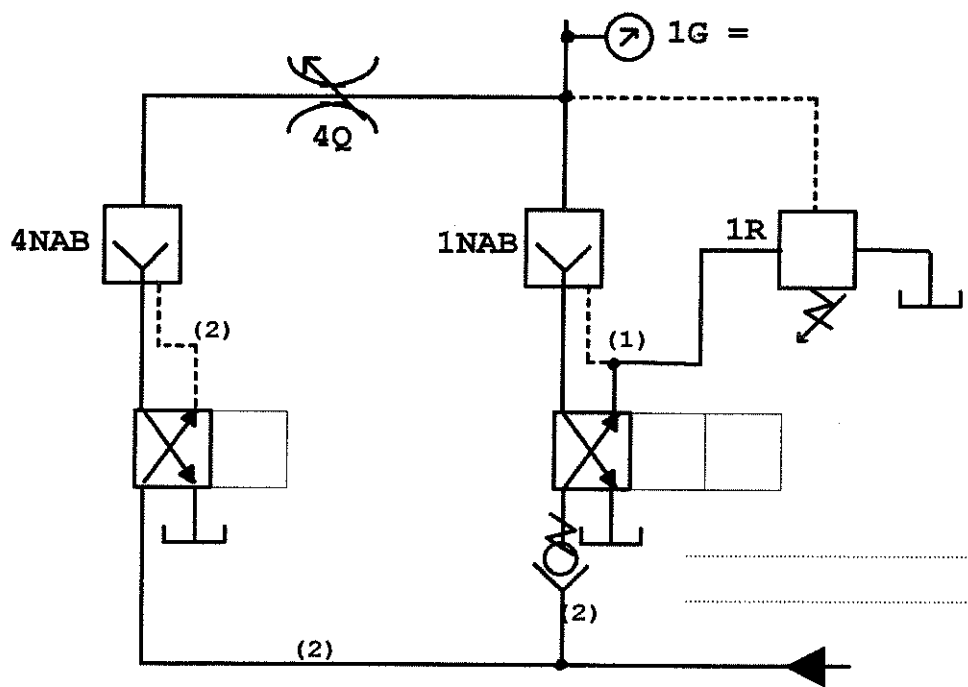 1G =
4Q
4NAB
1NAB
1R
(2)
(1)
(2)
(2)